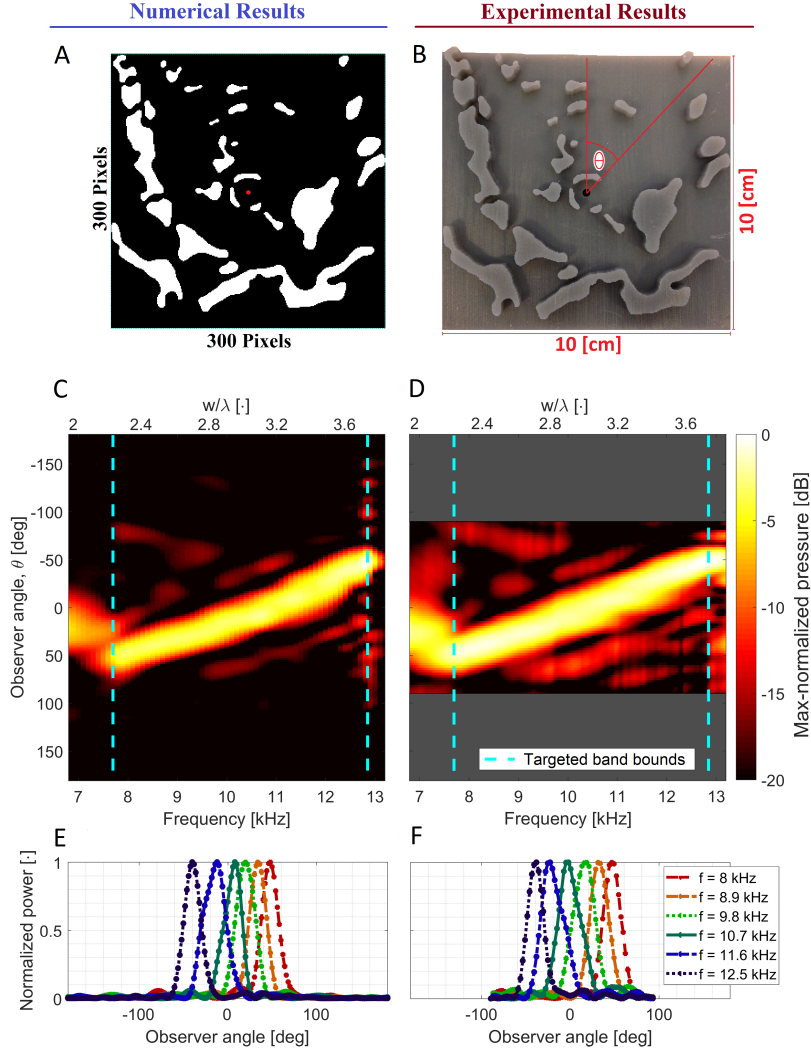 Numerical Results
Experimental Results
A
B
300 Pixels
300 Pixels
θ
10 [cm]
10 [cm]
C
D
w/λ [·]
w/λ [·]
2 2.4 2.8 3.2 3.6
2 2.4 2.8 3.2 3.6
Observer angle, θ [deg]
-150
-100
-50
0
50
100
150
7 8 9 10 11 12 13
Frequency [kHz]
Targeted band bounds
7 8 9 10 11 12 13
Frequency [kHz]
0
-5
-10
-15
-20
Max-normalized pressure [dB]
E
F
Normalized power [·]
1
0.5
0
-100 0 100
Observer angle [deg]
-100 0 100
Observer angle [deg]
f = 8 kHz
f = 8.9 kHz
f = 9.8 kHz
f = 10.7 kHz
f = 11.6 kHz
f = 12.5 kHz